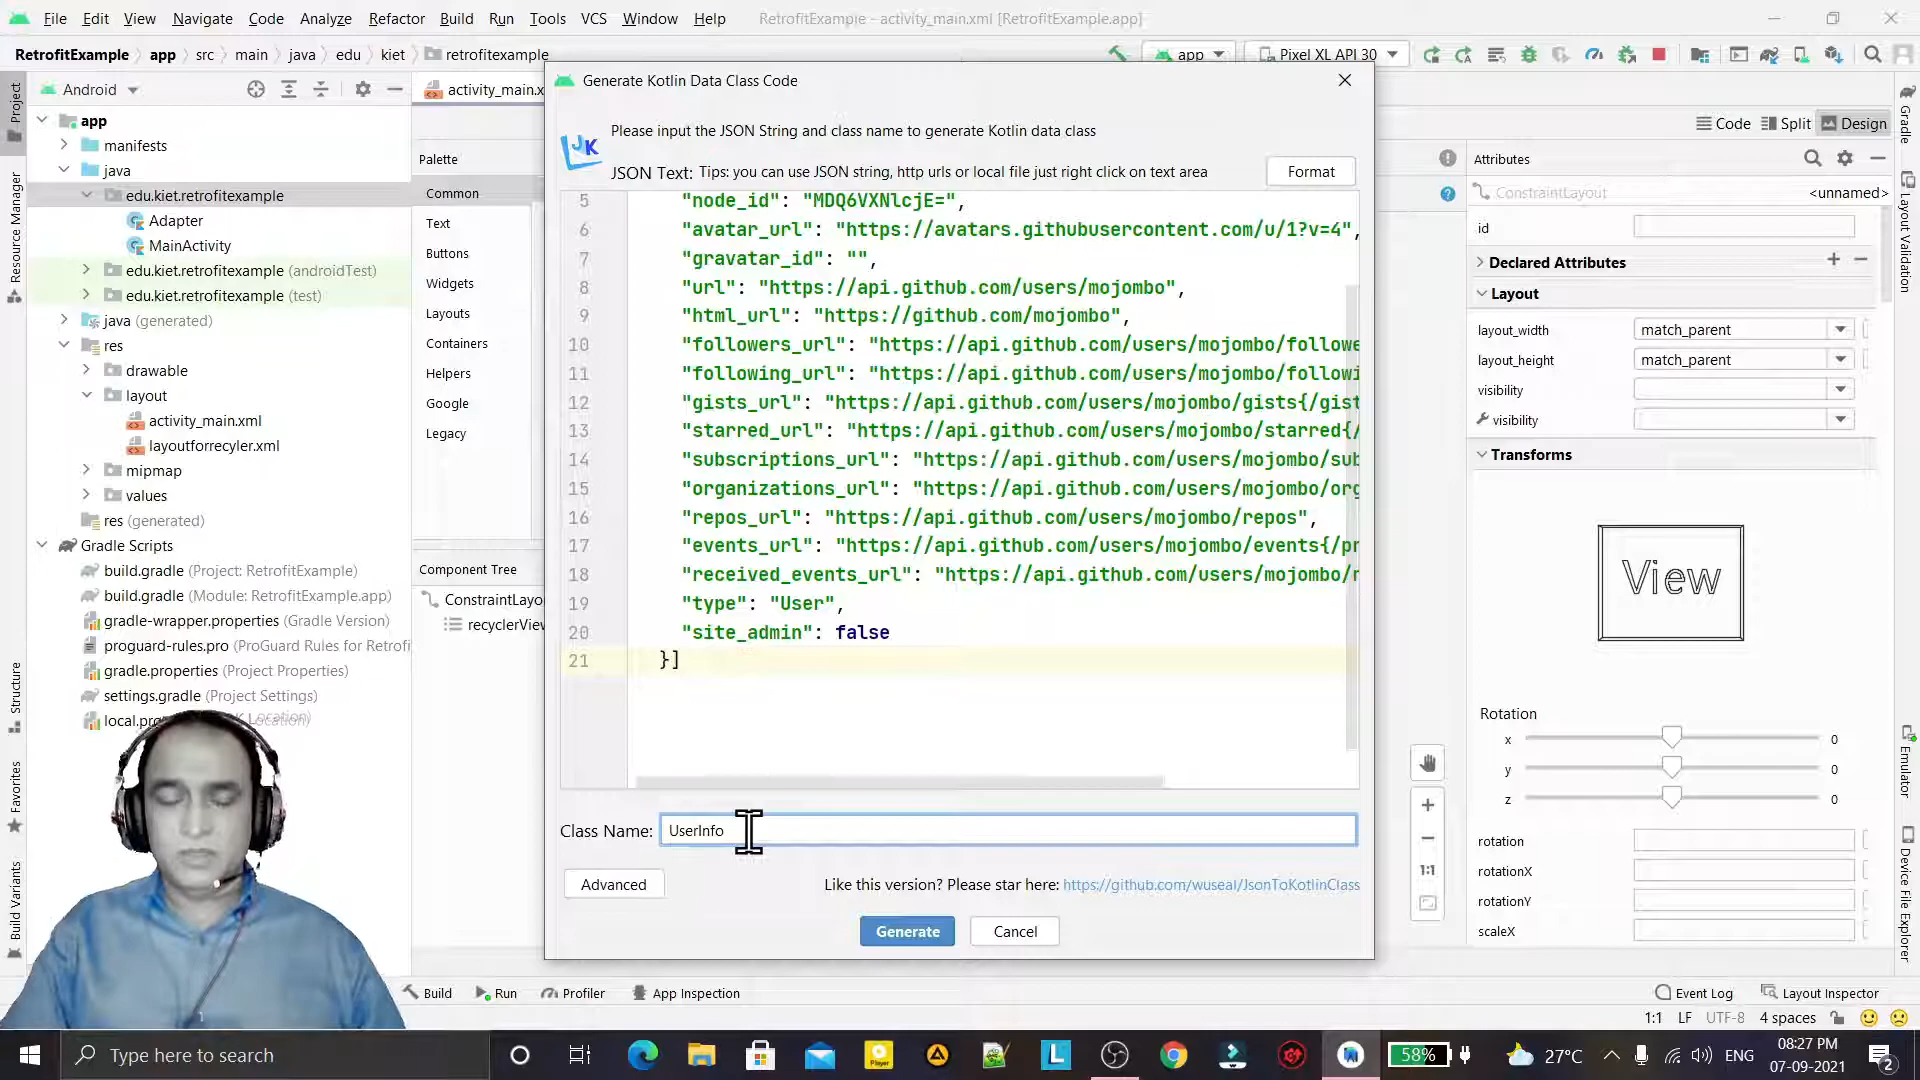 File Edit View Navigate Code Analyze Refactor Build Run Tools VCS Window Help RetrofitExample - activity_main.xml [RetrofitExample.app]
RetrofitExample app src main java edu kiet retrofitexample
app Pixel XL API 30
Project
Resource Manager
Structure
Favorites
Build Variants
Android
app
manifests
java
edu.kiet.retrofitexample
Adapter
MainActivity
edu.kiet.retrofitexample (androidTest)
edu.kiet.retrofitexample (test)
java (generated)
res
drawable
layout
activity_main.xml
layoutforrecyler.xml
mipmap
values
res (generated)
Gradle Scripts
build.gradle (Project: RetrofitExample)
build.gradle (Module: RetrofitExample.app)
gradle-wrapper.properties (Gradle Version)
proguard-rules.pro (ProGuard Rules for Retrofi
gradle.properties (Project Properties)
settings.gradle (Project Settings)
activity_main.x
Palette
Common
Text
Buttons
Widgets
Layouts
Containers
Helpers
Google
Legacy
Component Tree
ConstraintLayo
recyclerView
Generate Kotlin Data Class Code
Please input the JSON String and class name to generate Kotlin data class
JSON Text: Tips: you can use JSON string, http urls or local file just right click on text area
Format
5 "node_id": "MDQ6VXNlcjE=",
6 "avatar_url": "https://avatars.githubusercontent.com/u/1?v=4",
7 "gravatar_id": "",
8 "url": "https://api.github.com/users/mojombo",
9 "html_url": "https://github.com/mojombo",
10 "followers_url": "https://api.github.com/users/mojombo/followe
11 "following_url": "https://api.github.com/users/mojombo/followi
12 "gists_url": "https://api.github.com/users/mojombo/gists{/gist
13 "starred_url": "https://api.github.com/users/mojombo/starred{/
14 "subscriptions_url": "https://api.github.com/users/mojombo/sub
15 "organizations_url": "https://api.github.com/users/mojombo/org
16 "repos_url": "https://api.github.com/users/mojombo/repos",
17 "events_url": "https://api.github.com/users/mojombo/events{/pr
18 "received_events_url": "https://api.github.com/users/mojombo/r
19 "type": "User",
20 "site_admin": false
21 }]
Class Name: UserInfo
Advanced
Like this version? Please star here: https://github.com/wuseal/JsonToKotlinClass
Generate Cancel
Code Split Design
Attributes
ConstraintLayout <unnamed>
id
Declared Attributes
Layout
layout_width match_parent
layout_height match_parent
visibility
visibility
Transforms
View
Rotation
x 0
y 0
z 0
rotation
rotationX
rotationY
scaleX
1:1
Gradle
Layout Validation
Emulator
Device File Explorer
Build Run Profiler App Inspection Event Log Layout Inspector
1:1 LF UTF-8 4 spaces
Type here to search
58% 27°C ENG 08:27 PM
07-09-2021
2